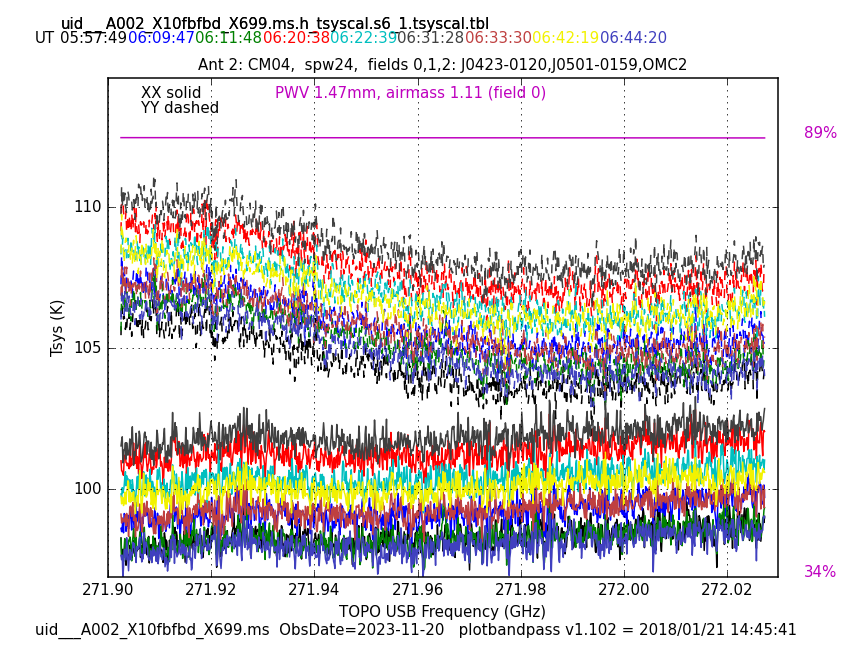 uid___A002_X10fbfbd_X699.ms.h_tsyscal.s6_1.tsyscal.tbl
UT 05:57:49 06:09:47 06:11:48 06:20:38 06:22:39 06:31:28 06:33:30 06:42:19 06:44:20
Ant 2: CM04,  spw24,  fields 0,1,2: J0423-0120,J0501-0159,OMC2
XX solid
YY dashed
PWV 1.47mm, airmass 1.11 (field 0)
89%
110
105
100
Tsys (K)
34%
271.90 271.92 271.94 271.96 271.98 272.00 272.02
TOPO USB Frequency (GHz)
uid___A002_X10fbfbd_X699.ms  ObsDate=2023-11-20   plotbandpass v1.102 = 2018/01/21 14:45:41